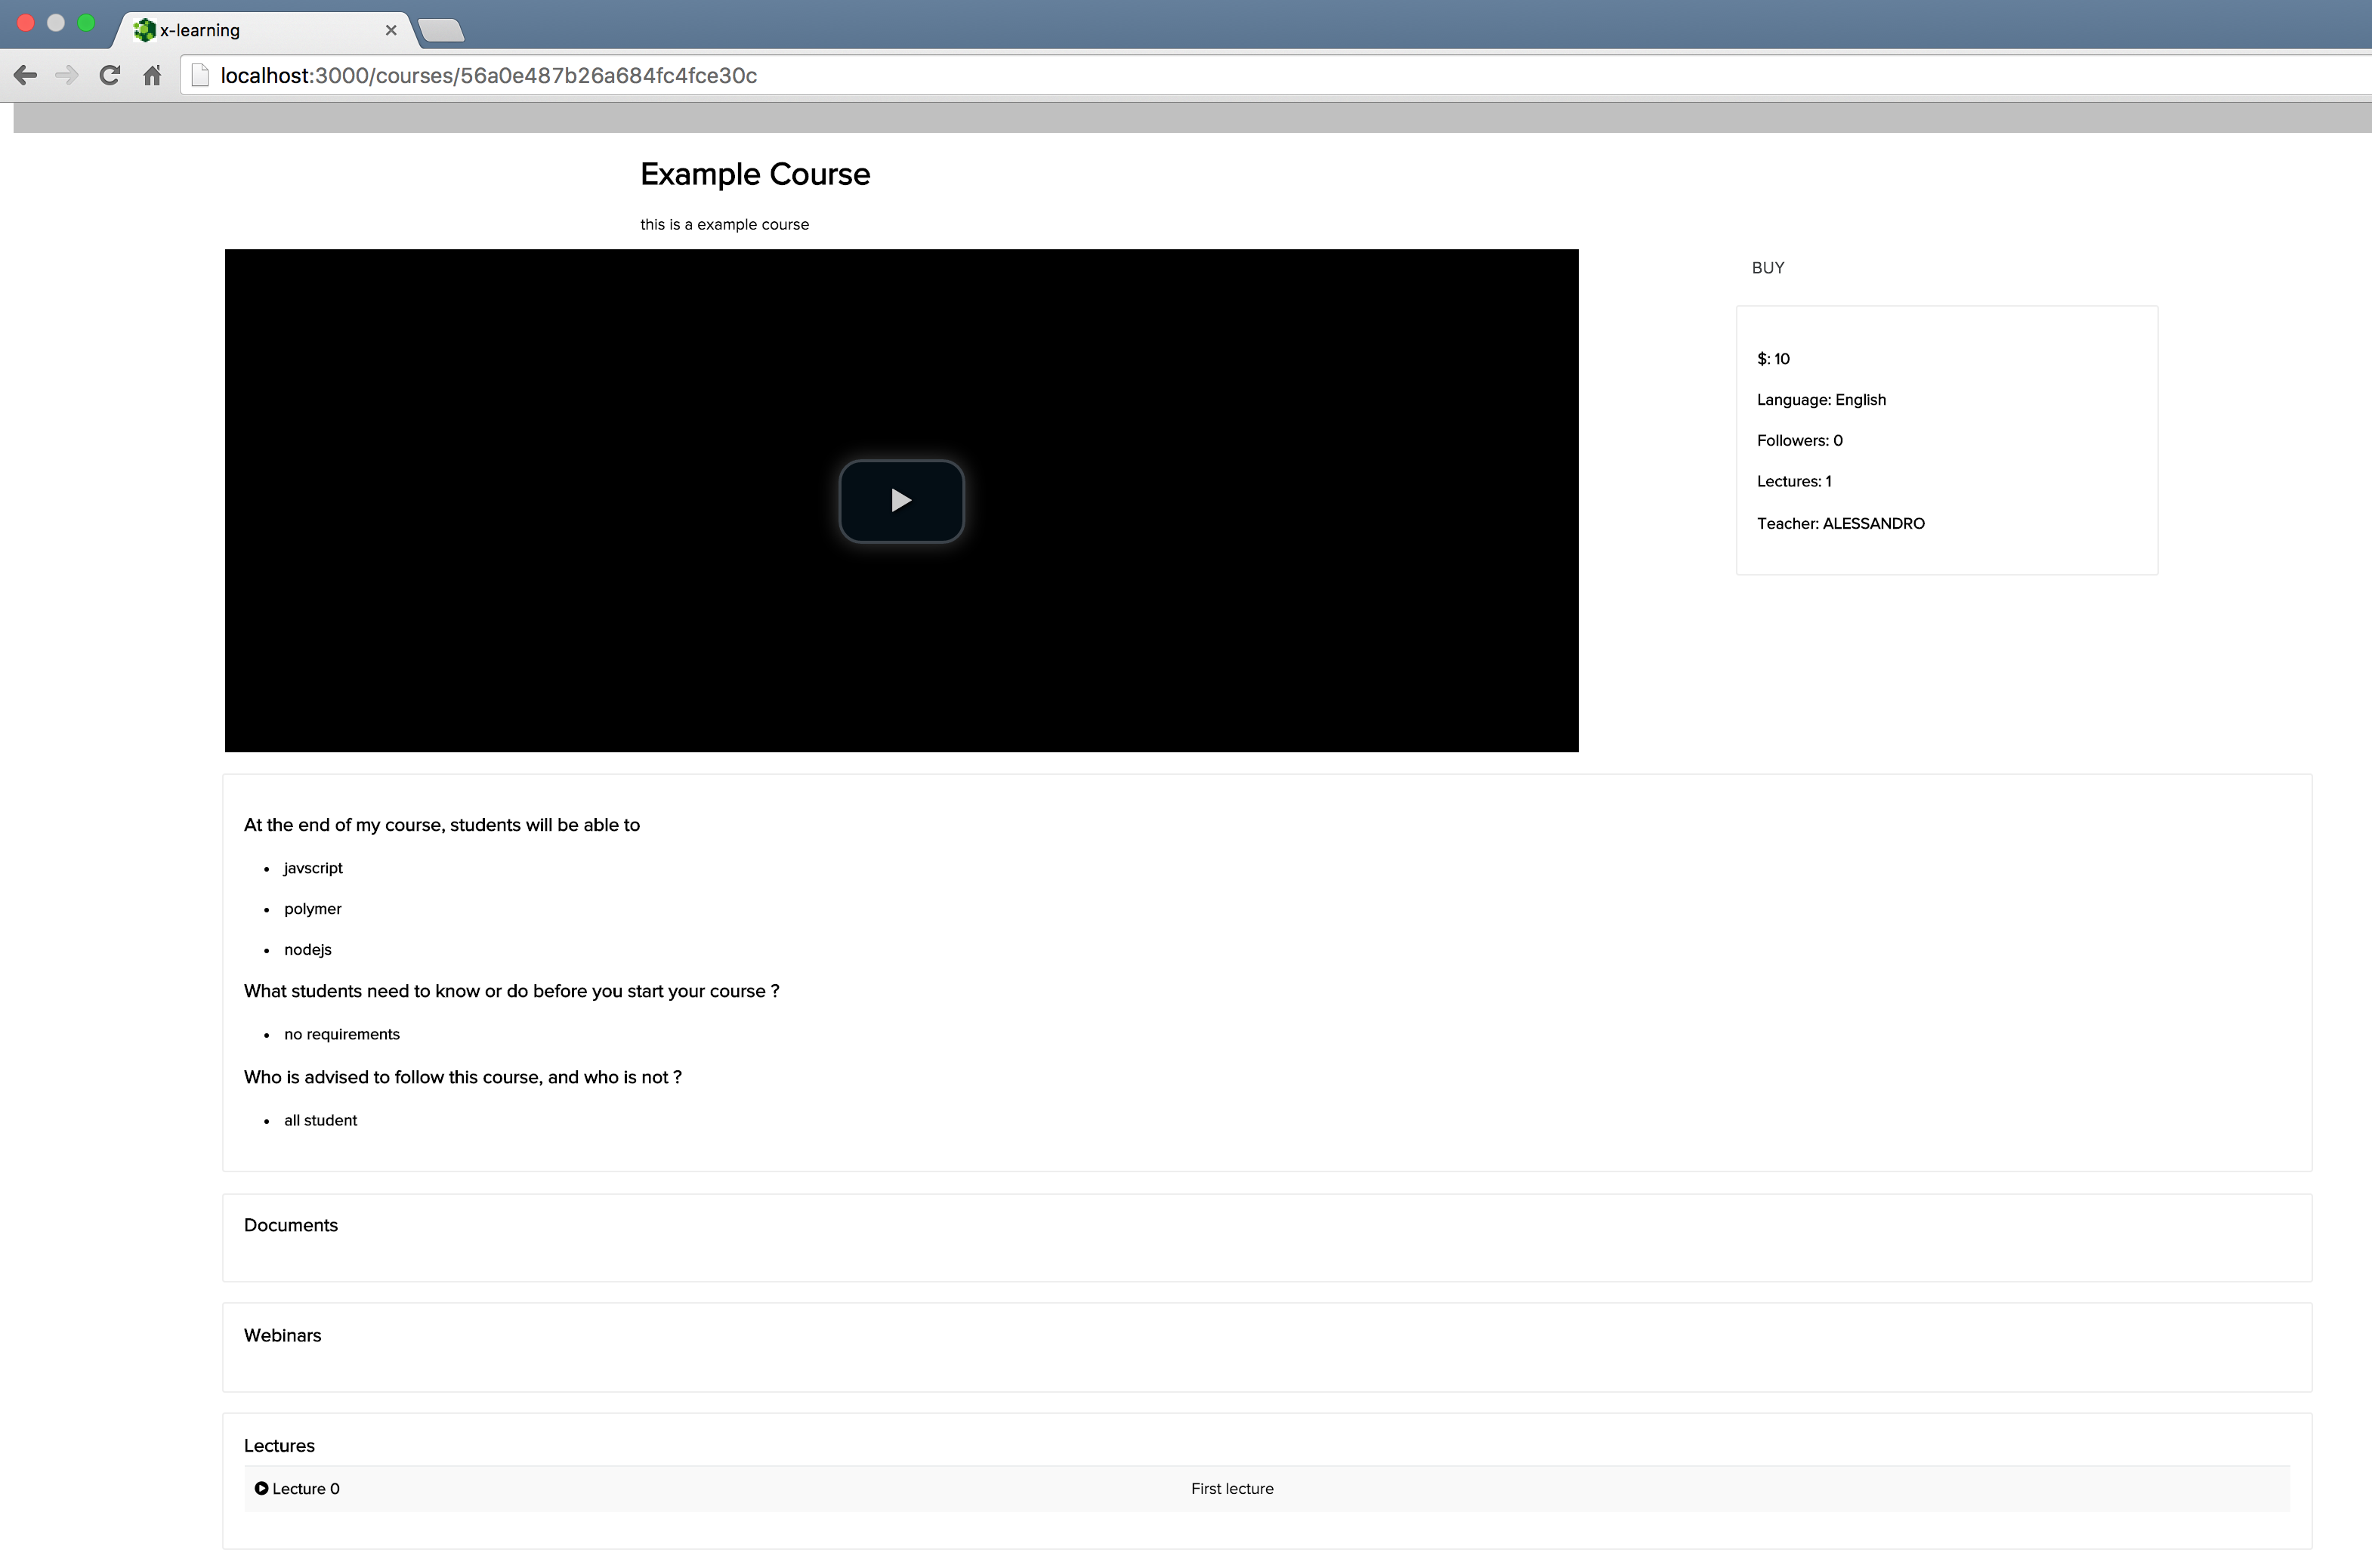 x-learning
localhost:3000/courses/56a0e487b26a684fc4fce30c
Example Course
this is a example course
BUY
$: 10
Language: English
Followers: 0
Lectures: 1
Teacher: ALESSANDRO
At the end of my course, students will be able to
• javscript
• polymer
• nodejs
What students need to know or do before you start your course ?
• no requirements
Who is advised to follow this course, and who is not ?
• all student
Documents
Webinars
Lectures
Lecture 0 First lecture